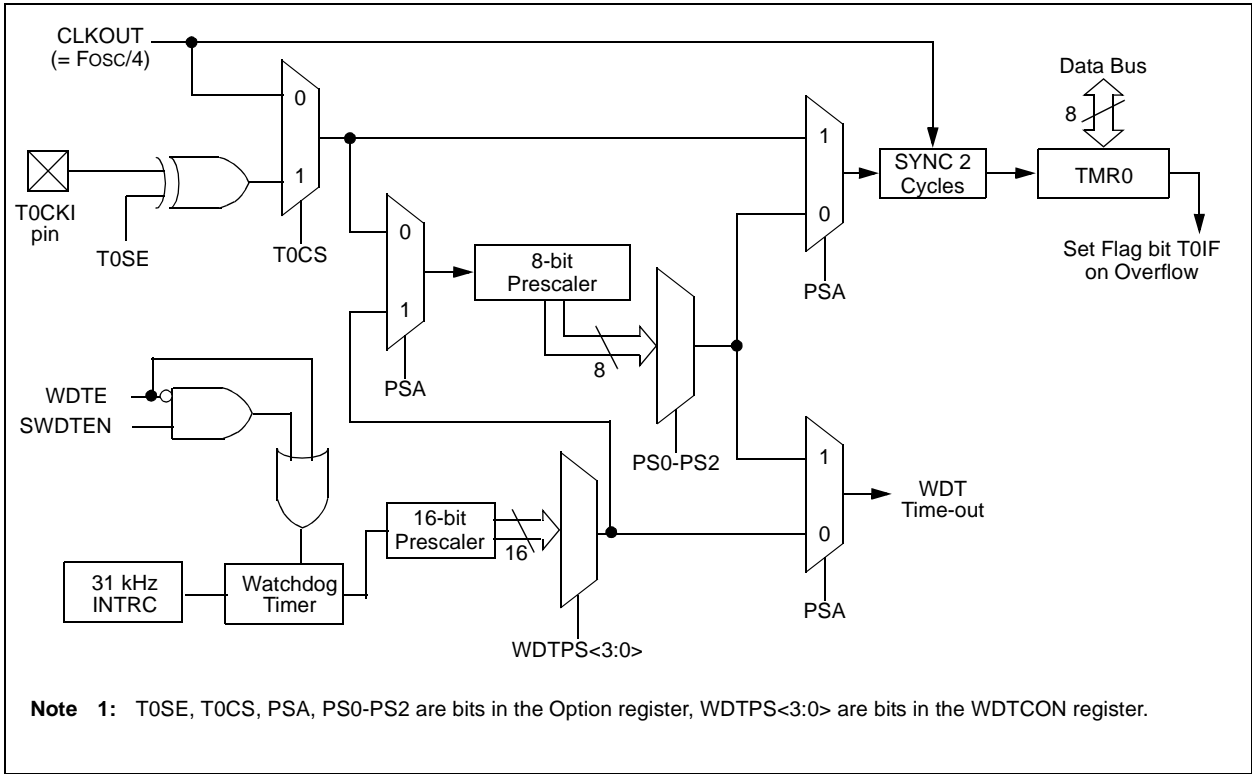 CLKOUT
(= FOSC/4)
T0CKI
pin
T0SE
0
1
T0CS
0
1
PSA
8-bit
Prescaler
8
PS0-PS2
1
0
PSA
SYNC 2
Cycles
Data Bus
8
TMR0
Set Flag bit T0IF
on Overflow
WDTE
SWDTEN
31 kHz
INTRC
Watchdog
Timer
16-bit
Prescaler
16
WDTPS<3:0>
1
0
PSA
WDT
Time-out
Note 1: T0SE, T0CS, PSA, PS0-PS2 are bits in the Option register, WDTPS<3:0> are bits in the WDTCON register.